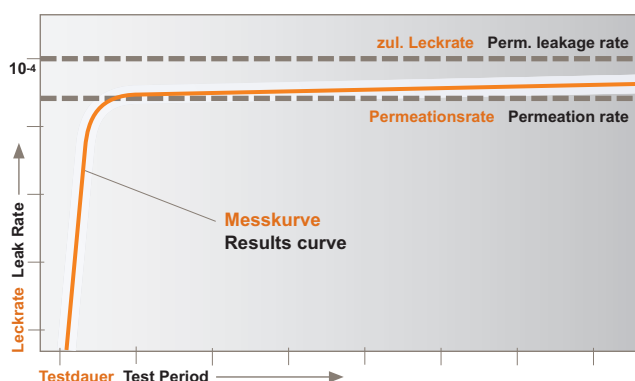 zul. Leckrate Perm. leakage rate
10-4
Permeationsrate Permeation rate
Messkurve
Results curve
Leckrate Leak Rate
Testdauer Test Period